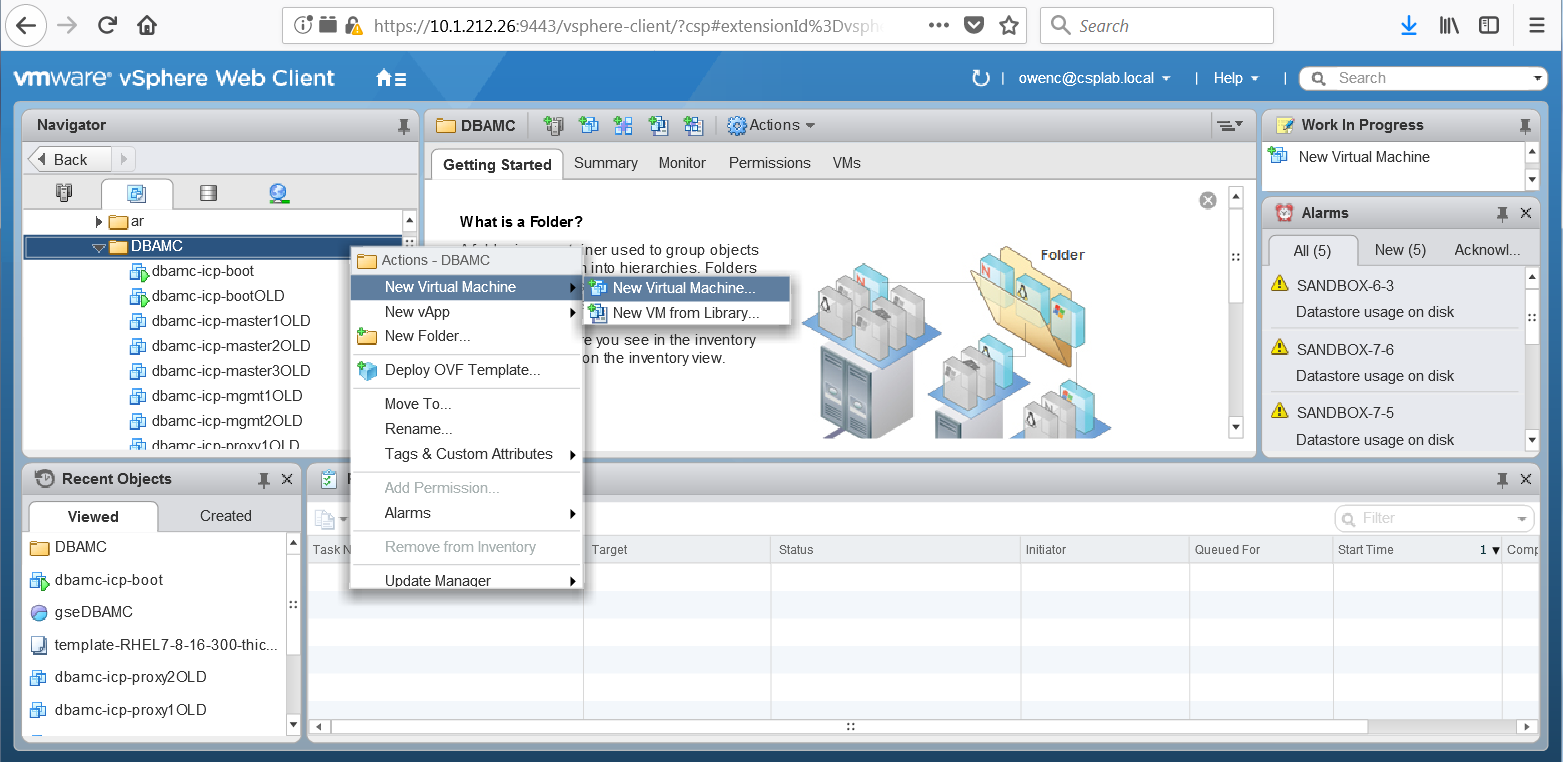 https://10.1.212.26:9443/vsphere-client/?csp#extensionId%3Dvsph
Search
vmware® vSphere Web Client
owenc@csplab.local
Help
Search
Navigator
Back
ar
DBAMC
dbamc-icp-boot
dbamc-icp-bootOLD
dbamc-icp-master1OLD
dbamc-icp-master2OLD
dbamc-icp-master3OLD
dbamc-icp-mgmt1OLD
dbamc-icp-mgmt2OLD
dbamc-icp-proxy1OLD
DBAMC
Actions
Getting Started
Summary
Monitor
Permissions
VMs
What is a Folder?
used to group objects
into hierarchies. Folders
you see in the inventory
on the inventory view.
Folder
Actions - DBAMC
New Virtual Machine
New vApp
New Folder...
Deploy OVF Template...
Move To...
Rename...
Tags & Custom Attributes
Add Permission...
Alarms
Remove from Inventory
Update Manager
New Virtual Machine...
New VM from Library...
Work In Progress
New Virtual Machine
Alarms
All (5)
New (5)
Acknowl...
SANDBOX-6-3
Datastore usage on disk
SANDBOX-7-6
Datastore usage on disk
SANDBOX-7-5
Datastore usage on disk
Recent Objects
Viewed
Created
DBAMC
dbamc-icp-boot
gseDBAMC
template-RHEL7-8-16-300-thic...
dbamc-icp-proxy2OLD
dbamc-icp-proxy1OLD
Filter
Task N
Target
Status
Initiator
Queued For
Start Time
1
Comp